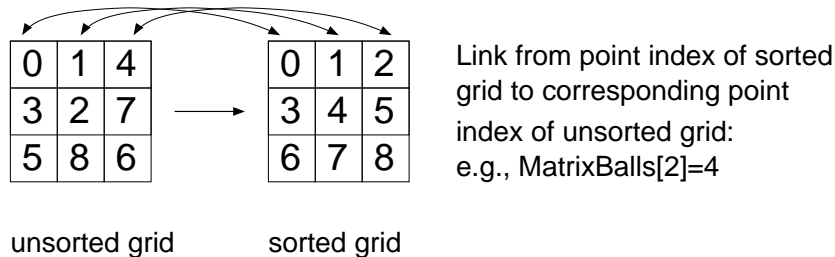 0 1 4
3 2 7
5 8 6
unsorted grid
0 1 2
3 4 5
6 7 8
sorted grid
Link from point index of sorted
grid to corresponding point
index of unsorted grid:
e.g., MatrixBalls[2]=4